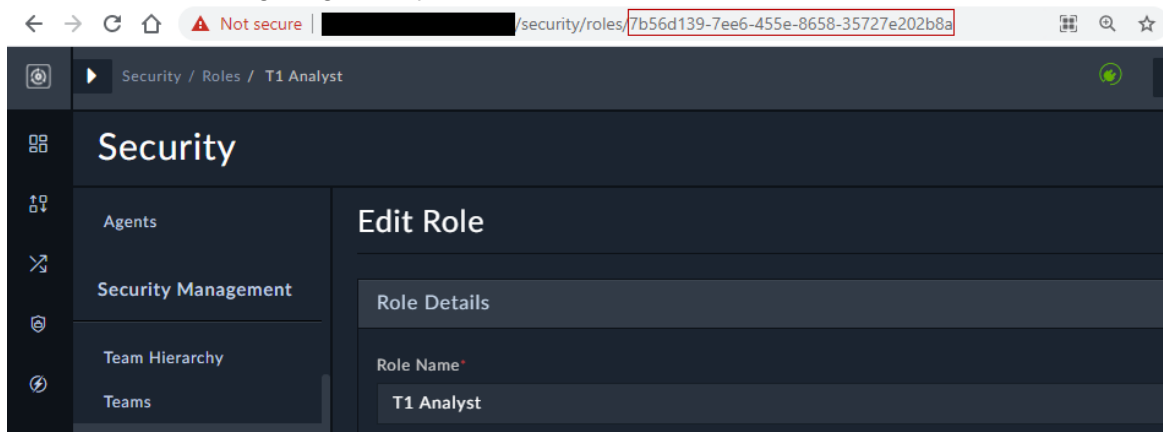 Not secure | /security/roles/7b56d139-7ee6-455e-8658-35727e202b8a
Security / Roles / T1 Analyst
Security
Agents
Edit Role
Security Management
Role Details
Team Hierarchy
Role Name*
Teams
T1 Analyst